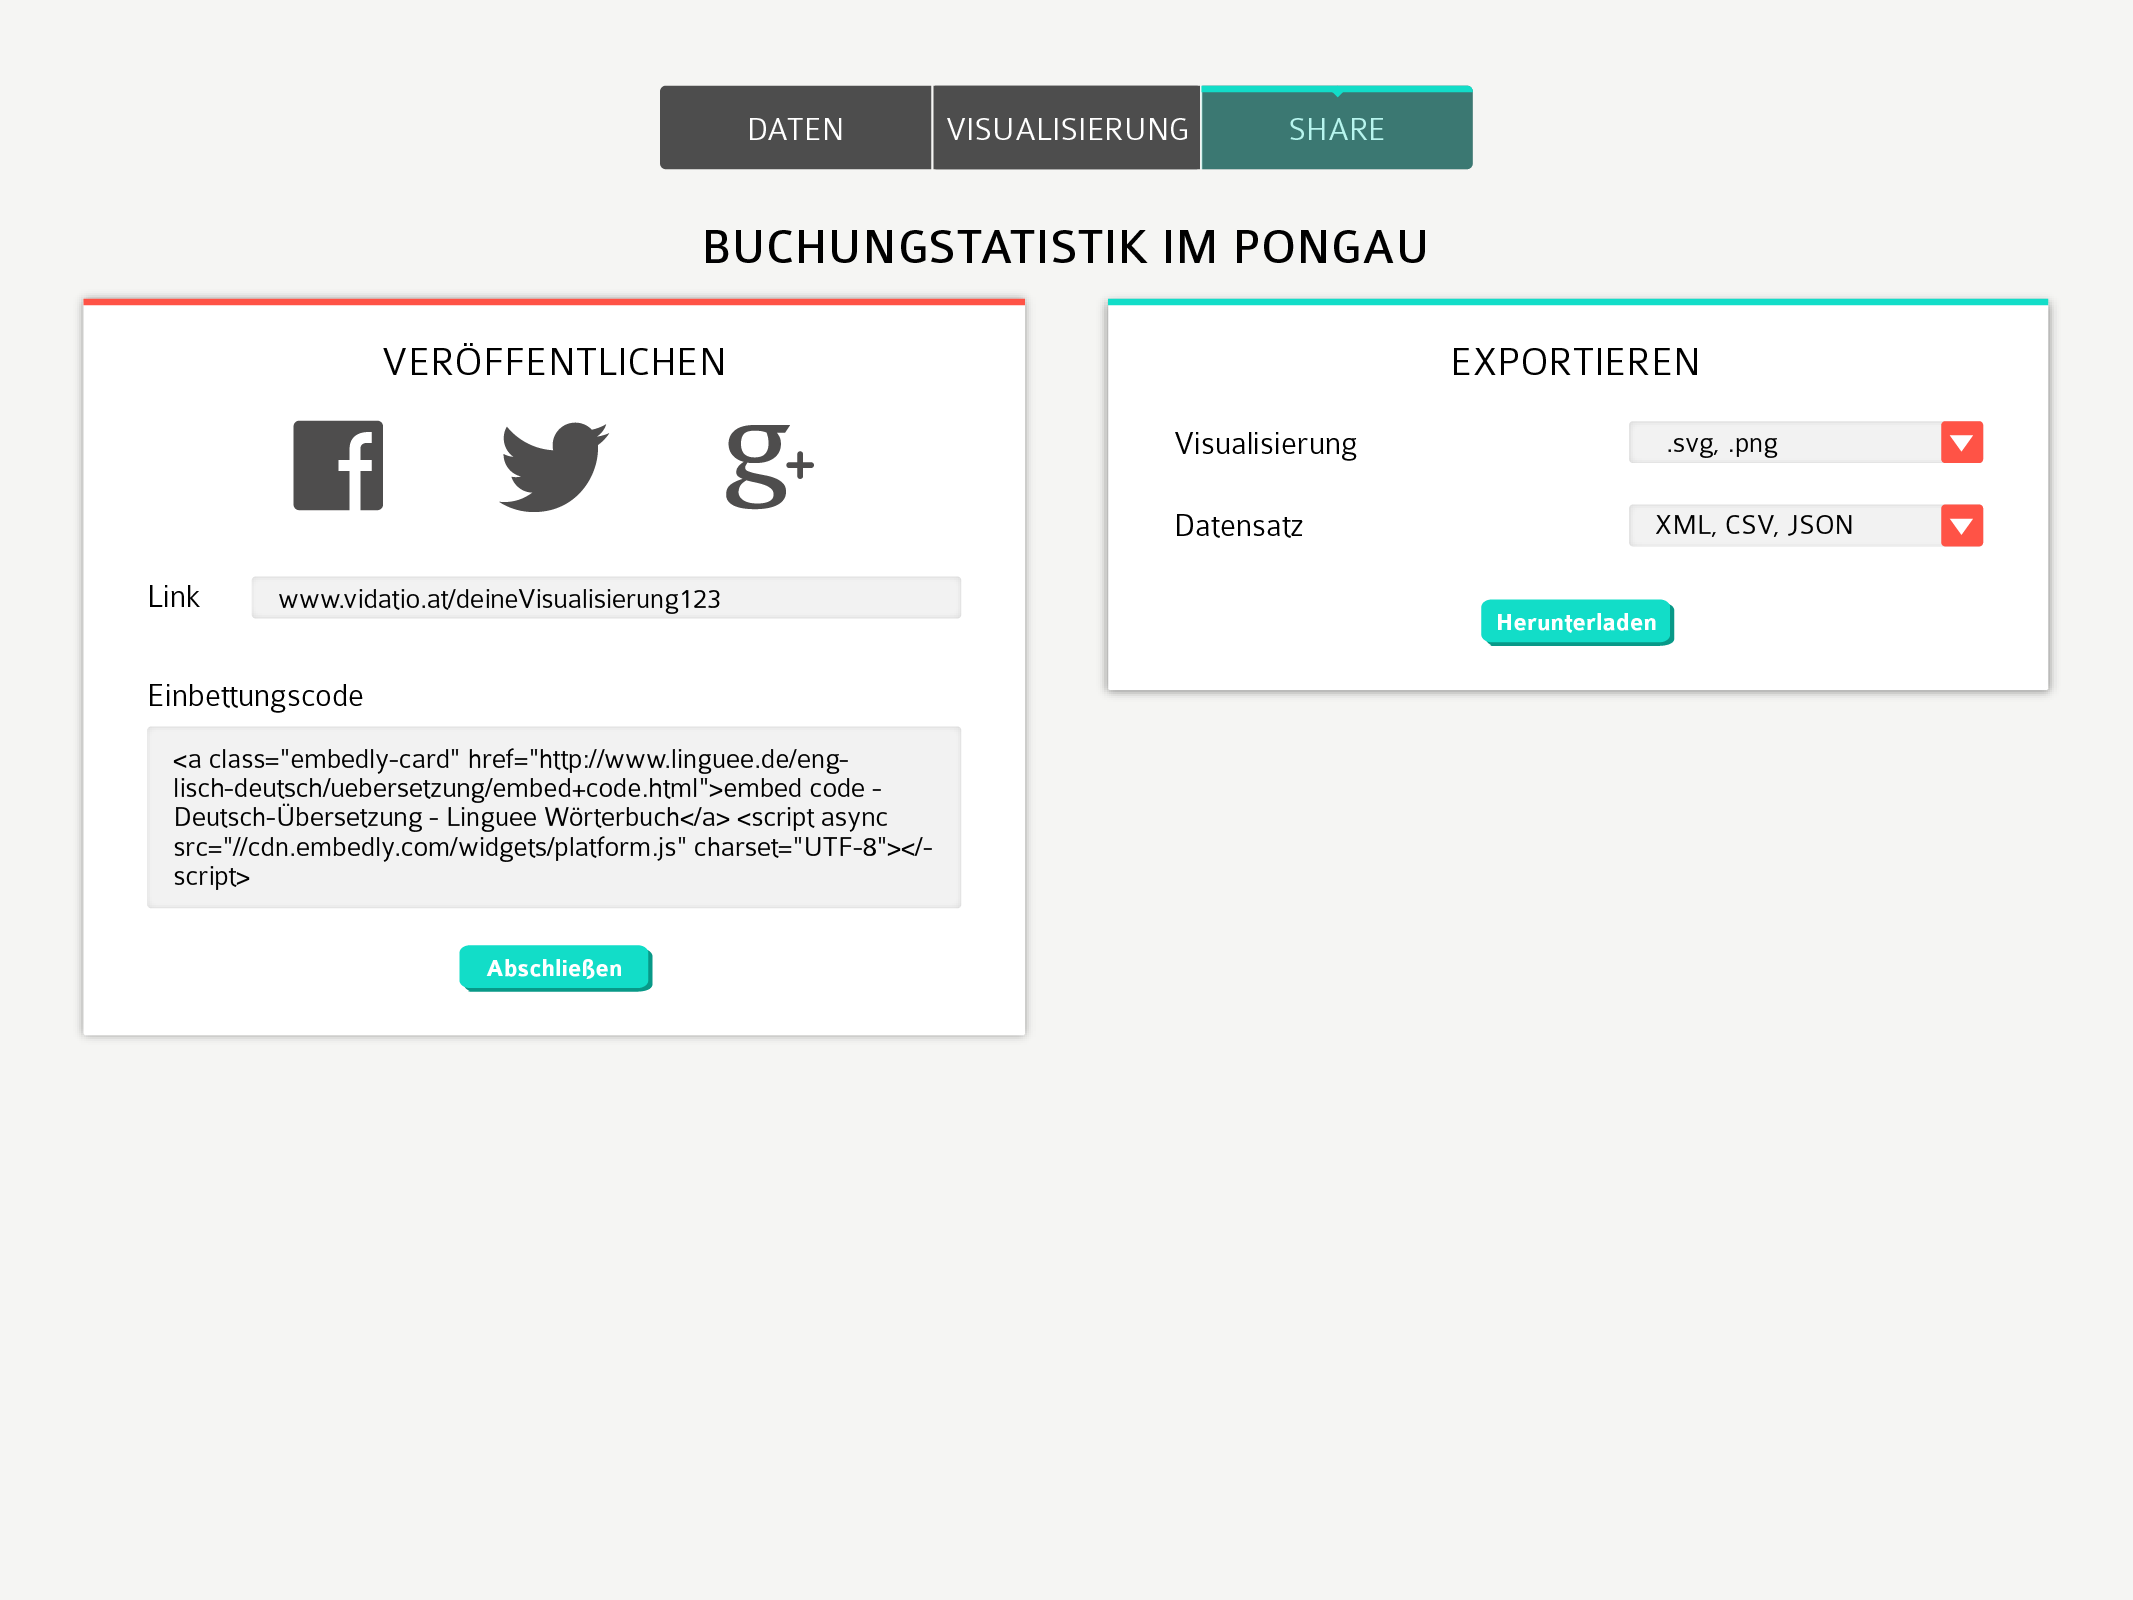 DATEN VISUALISIERUNG SHARE
BUCHUNGSTATISTIK IM PONGAU
VERÖFFENTLICHEN
g+
Link www.vidatio.at/deineVisualisierung123
Einbettungscode
<a class="embedly-card" href="http://www.linguee.de/eng-
lisch-deutsch/uebersetzung/embed+code.html">embed code -
Deutsch-Übersetzung - Linguee Wörterbuch</a> <script async
src="//cdn.embedly.com/widgets/platform.js" charset="UTF-8"></-
script>
Abschließen
EXPORTIEREN
Visualisierung .svg, .png
Datensatz XML, CSV, JSON
Herunterladen